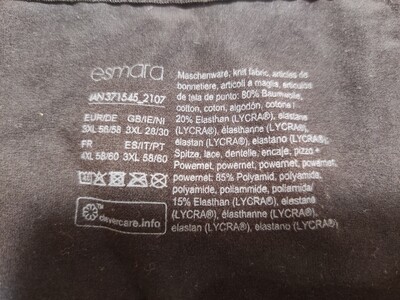 esmara
IAN 371545_2107
EUR/DE GB/IE/NI
3XL 56/58 3XL 28/30
FR ES/IT/PT
4XL 58/60 3XL 58/60
clevercare.info
Maschenware, knit fabric, articles de
bonneterie, articoli a maglia, artículos
de tela de punto: 80% Baumwolle,
cotton, coton, algodón, cotone /
20% Elasthan (LYCRA®), elastane
(LYCRA®), élasthanne (LYCRA®),
elastán (LYCRA®), elastano (LYCRA®)
Spitze, lace, dentelle, encaje, pizzo +
Powernet, powernet, powernet, powernet,
powernet: 85% Polyamid, polyamide,
polyamide, poliammide, poliamida/
15% Elasthan (LYCRA®), elastane
(LYCRA®), élasthanne (LYCRA®),
elastan (LYCRA®), elastano (LYCRA®)